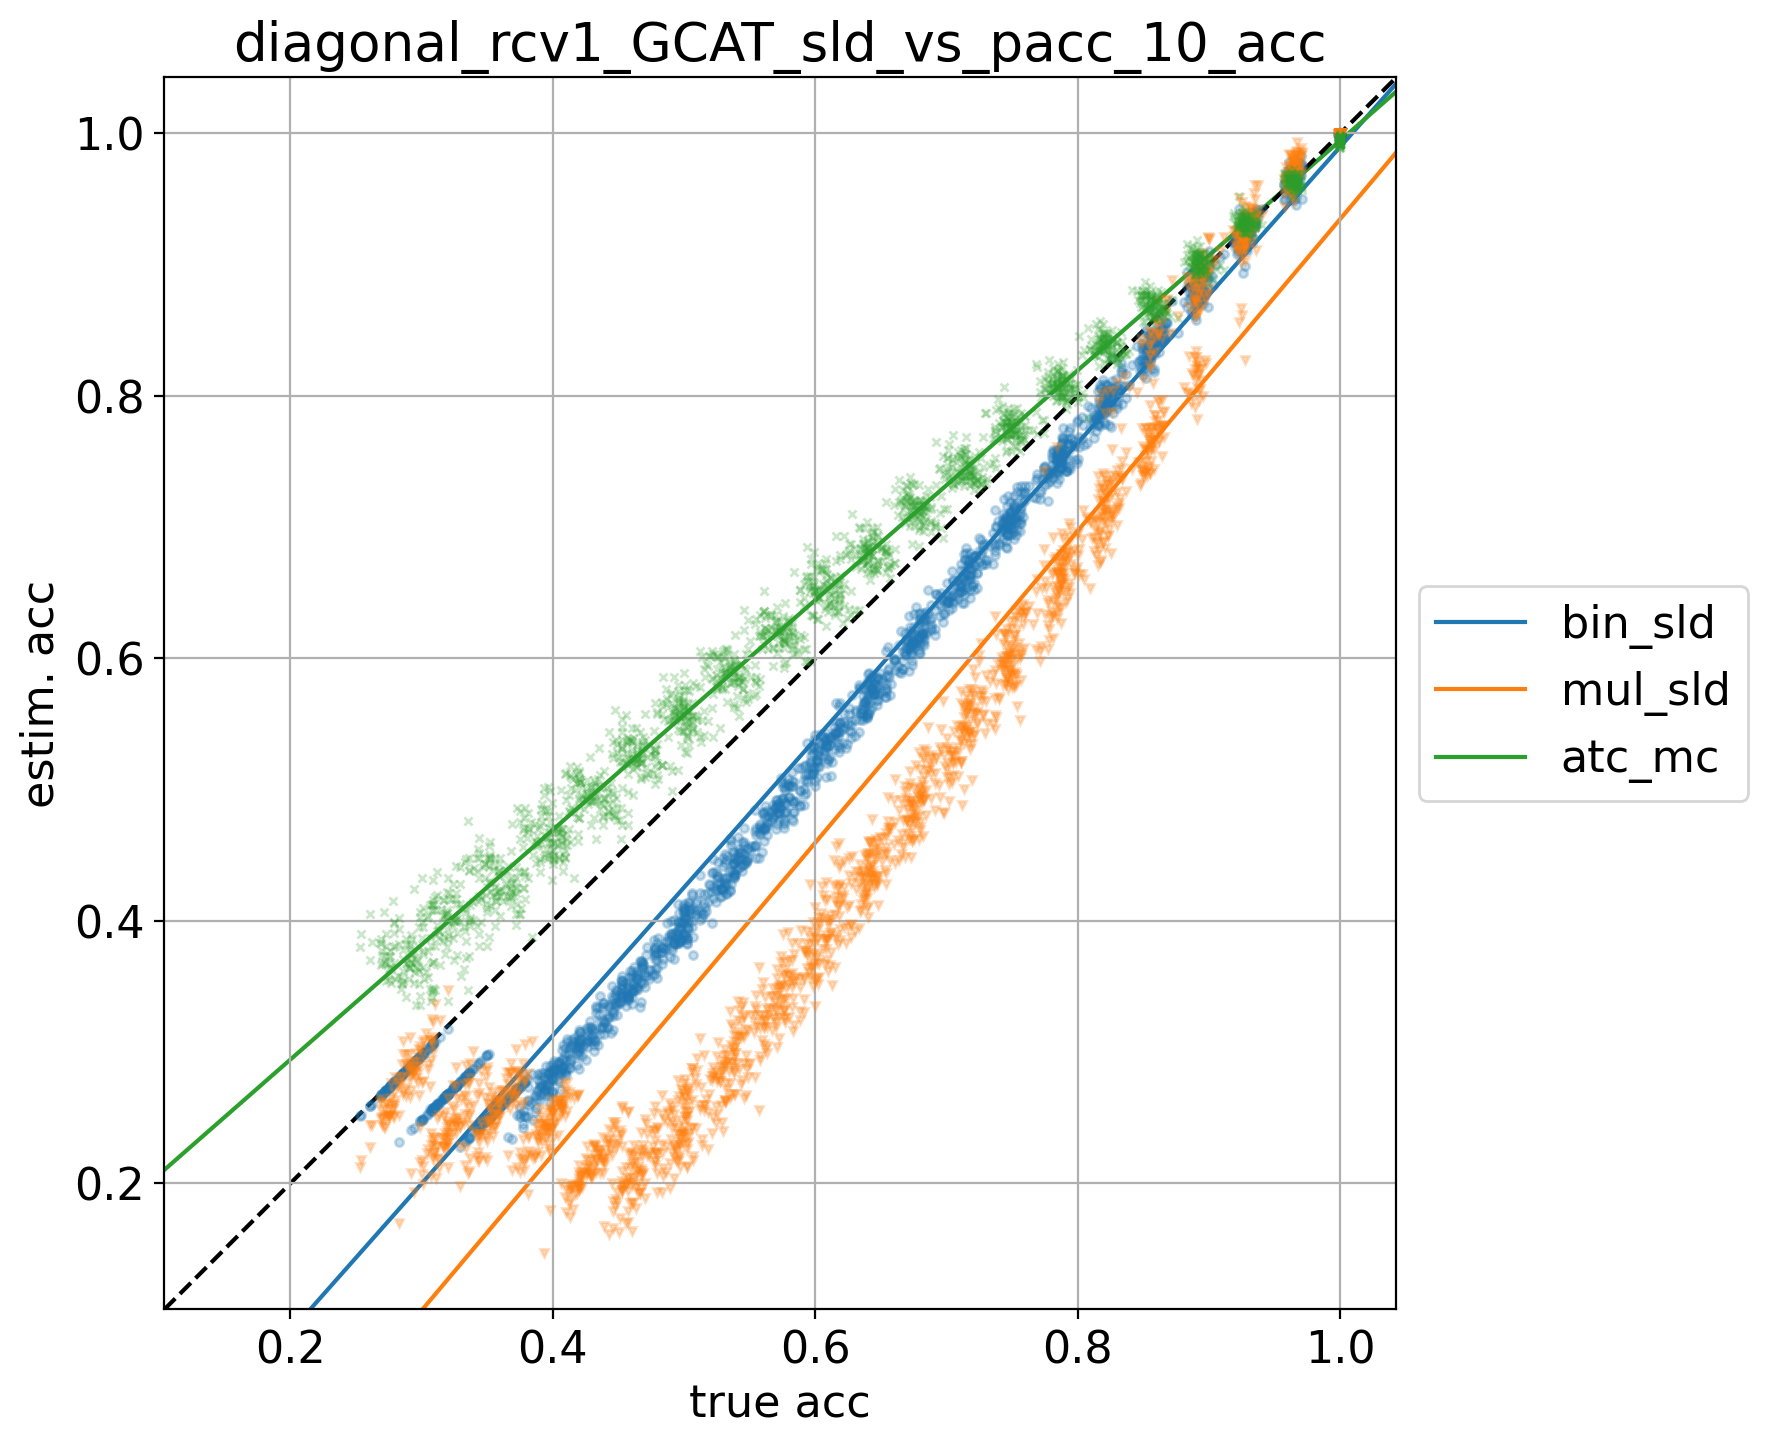 diagonal_rcv1_GCAT_sld_vs_pacc_10_acc
1.0
0.8
0.6
0.4
0.2
estim. acc
0.2 0.4 0.6 0.8 1.0
true acc
bin_sld
mul_sld
atc_mc